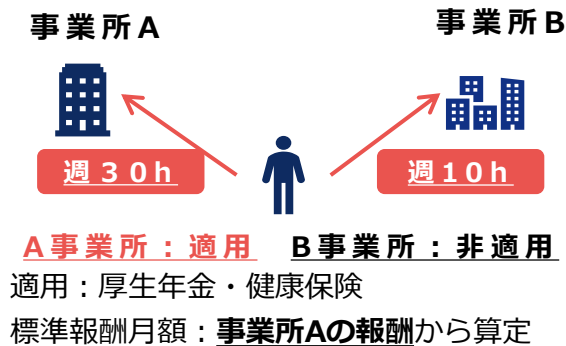 事業所A
事業所B
週30h
週10h
A事業所：適用 B事業所：非適用
適用：厚生年金・健康保険
標準報酬月額：事業所Aの報酬から算定